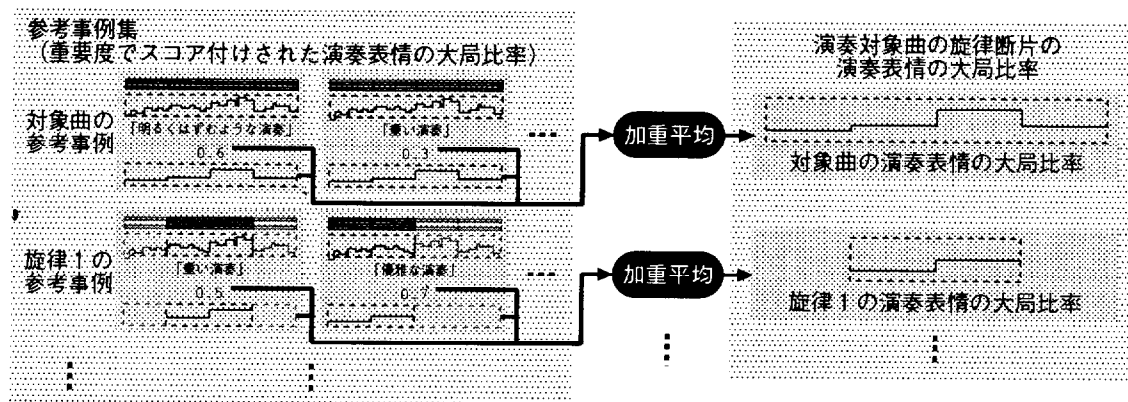 参考事例集
（重要度でスコア付けされた演奏表情の大局比率）
対象曲の
参考事例
「明るくはずむような演奏」
「重い演奏」
0.6
0.3
旋律1の
参考事例
「重い演奏」
「優雅な演奏」
0.5
0.7
加重平均
加重平均
演奏対象曲の旋律断片の
演奏表情の大局比率
対象曲の演奏表情の大局比率
旋律1の演奏表情の大局比率